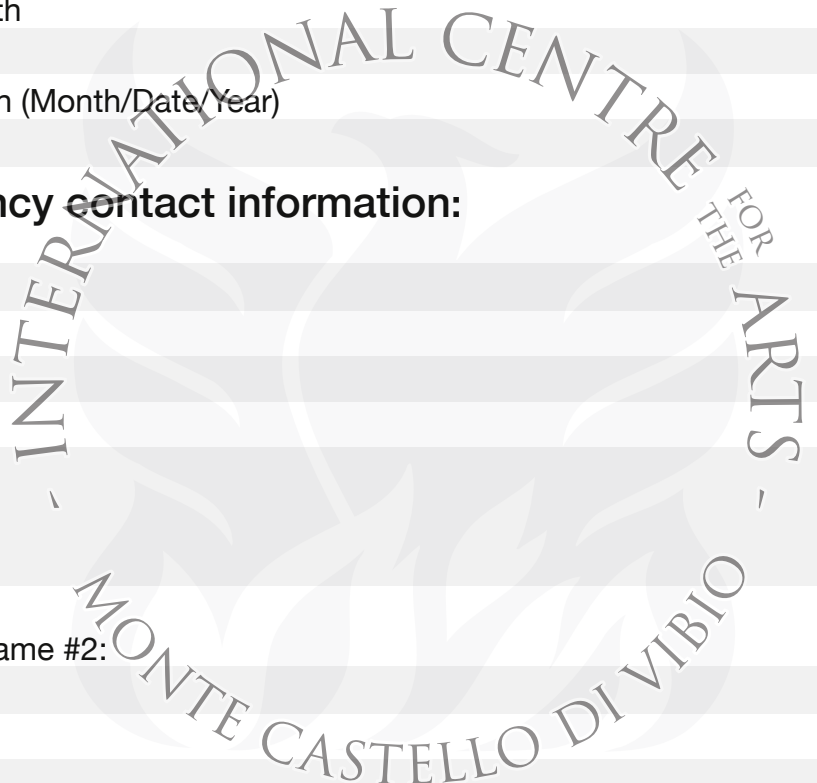 th
n (Month/Date/Year)
ncy contact information:
ame #2:
- INTERNATIONAL CENTRE FOR THE ARTS -
MONTE CASTELLO DI VIBIO